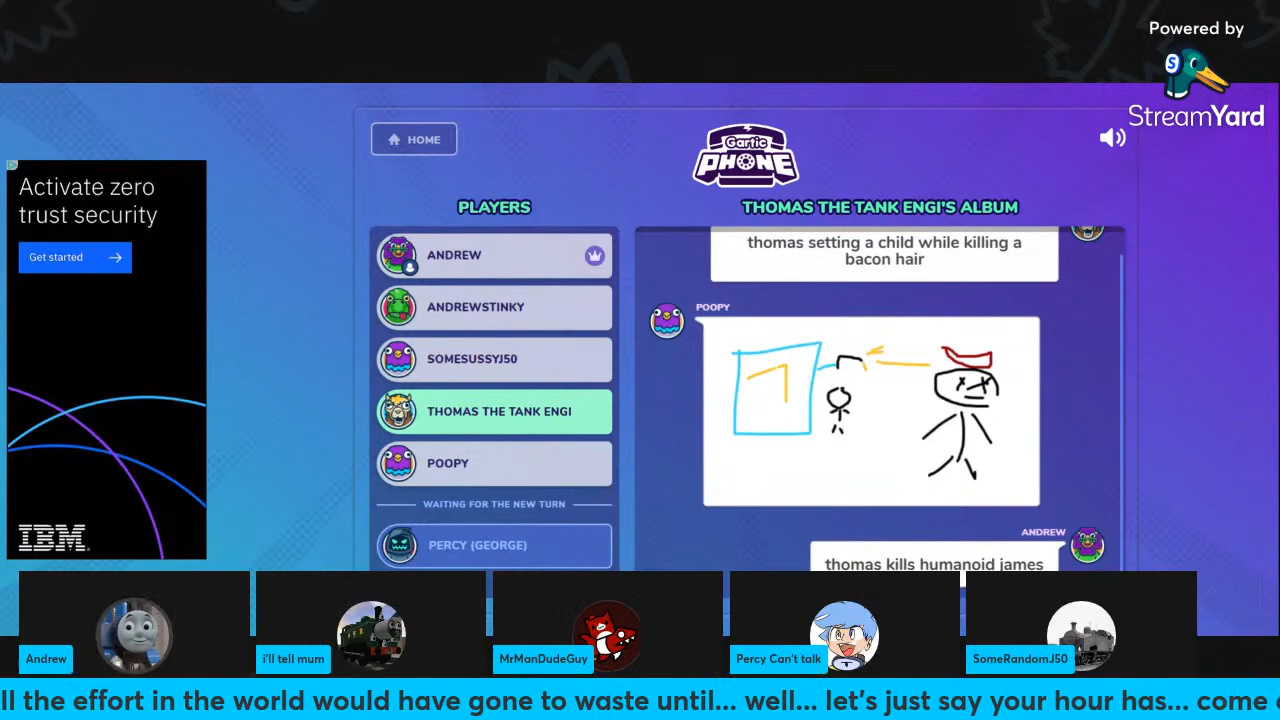 Powered by
StreamYard
HOME
Gartic
PHONE
Activate zero
trust security
Get started
IBM
PLAYERS
ANDREW
ANDREWSTINKY
SOMESUSSYJ50
THOMAS THE TANK ENGI
POOPY
WAITING FOR THE NEW TURN
PERCY (GEORGE)
THOMAS THE TANK ENGI'S ALBUM
thomas setting a child while killing a
bacon hair
POOPY
1
ANDREW
thomas kills humanoid james
Andrew
i'll tell mum
MrManDudeGuy
Percy Can't talk
SomeRandomJ50
ll the effort in the world would have gone to waste until... well... let's just say your hour has... come